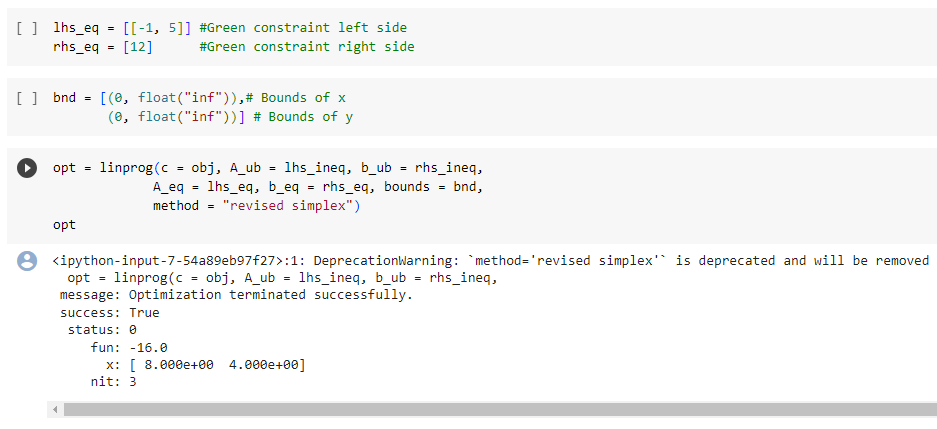 [ ] lhs_eq = [[-1, 5]] #Green constraint left side
rhs_eq = [12]      #Green constraint right side
[ ] bnd = [(0, float("inf")),# Bounds of x
(0, float("inf"))] # Bounds of y
opt = linprog(c = obj, A_ub = lhs_ineq, b_ub = rhs_ineq,
A_eq = lhs_eq, b_eq = rhs_eq, bounds = bnd,
method = "revised simplex")
opt
<ipython-input-7-54a89eb97f27>:1: DeprecationWarning: `method='revised simplex'` is deprecated and will be removed
opt = linprog(c = obj, A_ub = lhs_ineq, b_ub = rhs_ineq,
message: Optimization terminated successfully.
success: True
status: 0
fun: -16.0
x: [ 8.000e+00  4.000e+00]
nit: 3